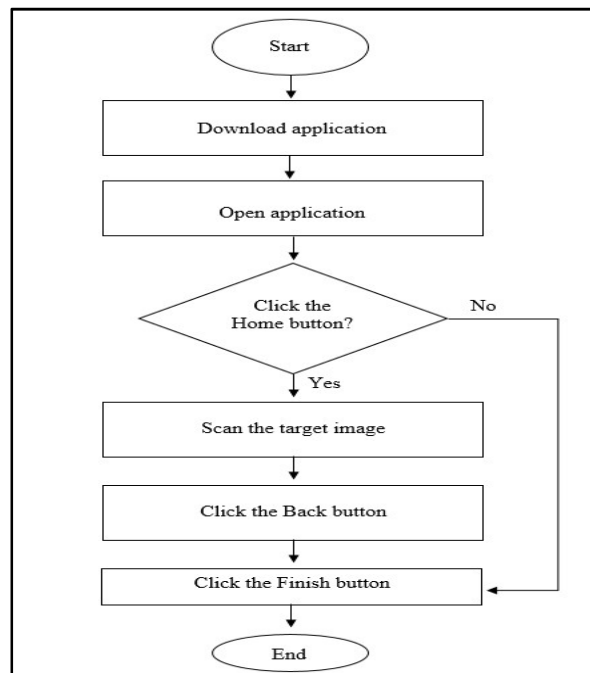 Start
Download application
Open application
Click the
Home button?
No
Yes
Scan the target image
Click the Back button
Click the Finish button
End